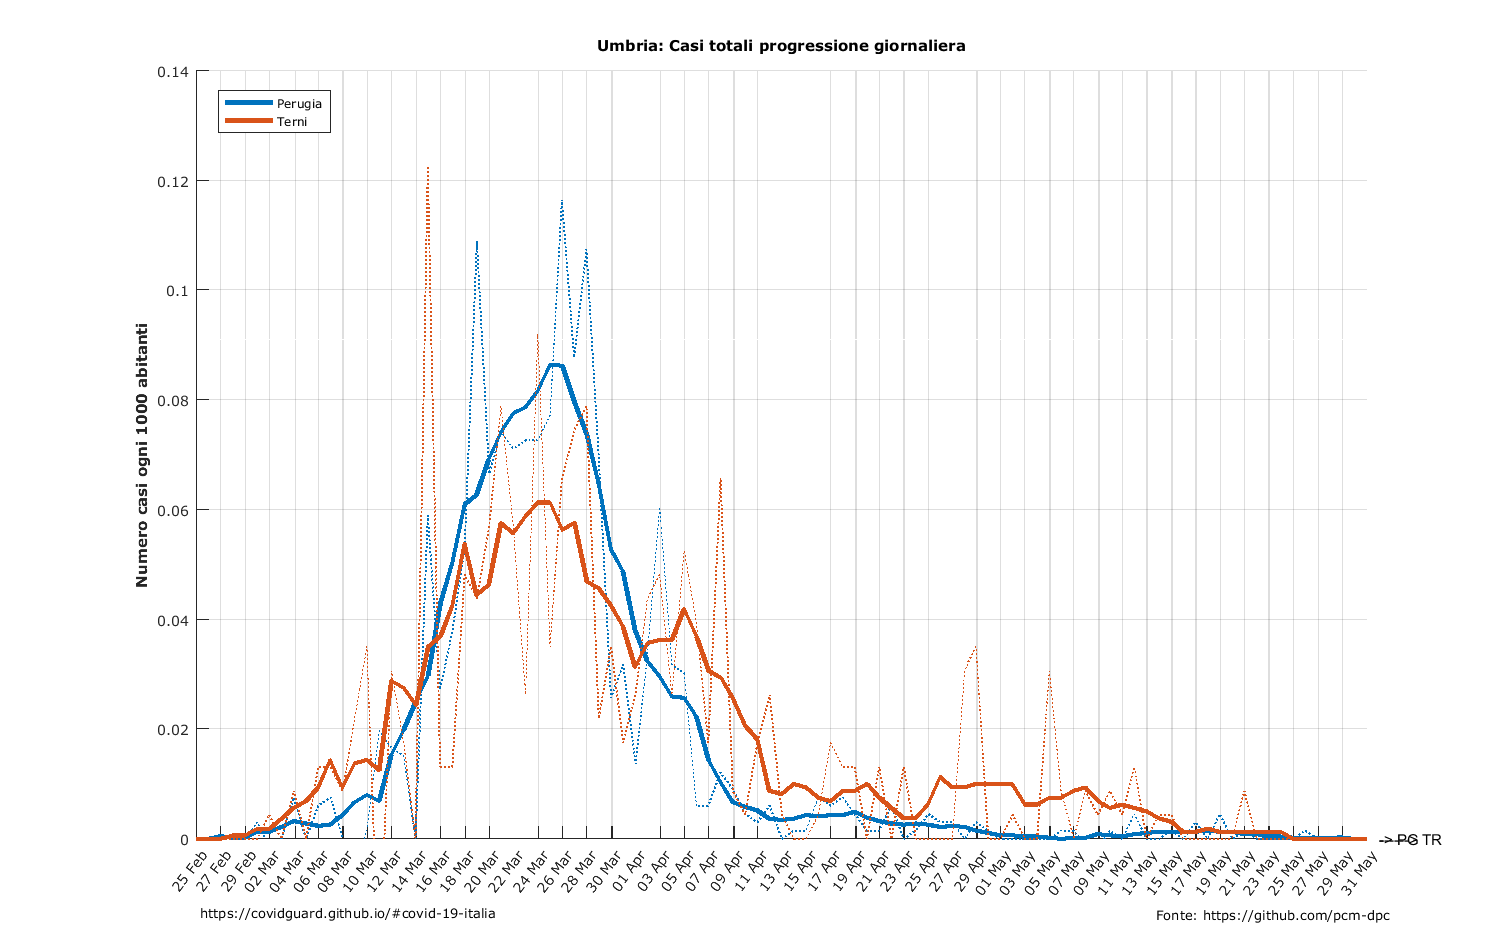 Umbria: Casi totali progressione giornaliera
Numero casi ogni 1000 abitanti
0.14
0.12
0.1
0.08
0.06
0.04
0.02
0
Perugia
Terni
25 Feb
27 Feb
29 Feb
02 Mar
04 Mar
06 Mar
08 Mar
10 Mar
12 Mar
14 Mar
16 Mar
18 Mar
20 Mar
22 Mar
24 Mar
26 Mar
28 Mar
30 Mar
01 Apr
03 Apr
05 Apr
07 Apr
09 Apr
11 Apr
13 Apr
15 Apr
17 Apr
19 Apr
21 Apr
23 Apr
25 Apr
27 Apr
29 Apr
01 May
03 May
05 May
07 May
09 May
11 May
13 May
15 May
17 May
19 May
21 May
23 May
25 May
27 May
29 May
31 May
--> PG TR
https://covidguard.github.io/#covid-19-italia
Fonte: https://github.com/pcm-dpc